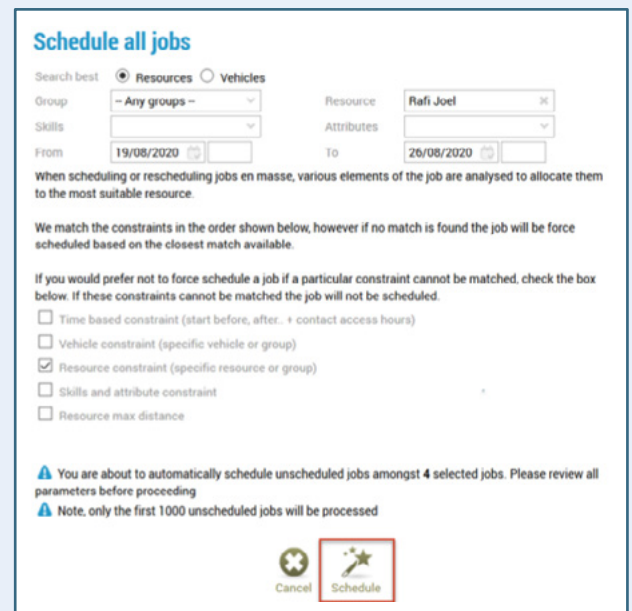 Schedule all jobs
Search best Resources Vehicles
Group – Any groups – Resource Rafi Joel
Skills Attributes
From 19/08/2020 To 26/08/2020
When scheduling or rescheduling jobs en masse, various elements of the job are analysed to allocate them
to the most suitable resource.
We match the constraints in the order shown below, however if no match is found the job will be force
scheduled based on the closest match available.
If you would prefer not to force schedule a job if a particular constraint cannot be matched, check the box
below. If these constraints cannot be matched the job will not be scheduled.
Time based constraint (start before, after.. + contact access hours)
Vehicle constraint (specific vehicle or group)
Resource constraint (specific resource or group)
Skills and attribute constraint
Resource max distance
You are about to automatically schedule unscheduled jobs amongst 4 selected jobs. Please review all
parameters before proceeding
Note, only the first 1000 unscheduled jobs will be processed
Cancel Schedule